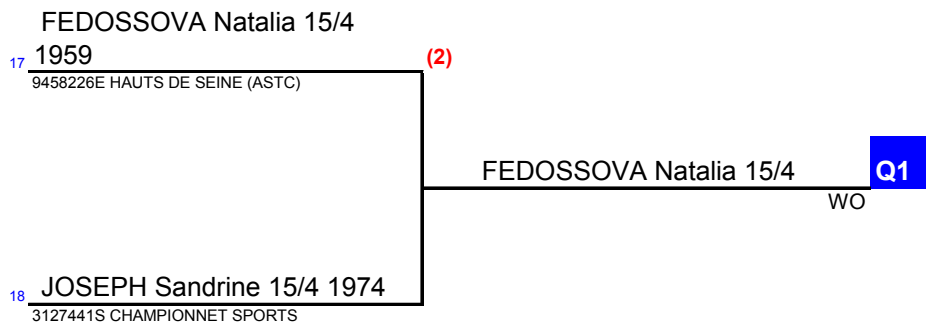 FEDOSSOVA Natalia 15/4
17 1959 (2)
9458226E HAUTS DE SEINE (ASTC)
FEDOSSOVA Natalia 15/4 Q1
WO
18 JOSEPH Sandrine 15/4 1974
3127441S CHAMPIONNET SPORTS